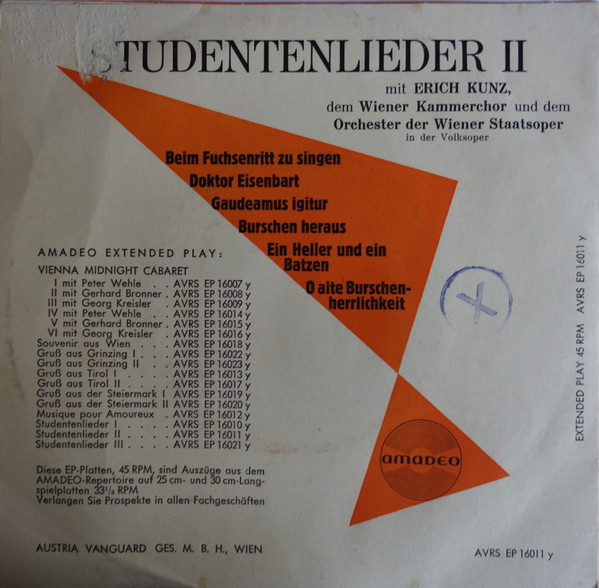 STUDENTENLIEDER II
mit ERICH KUNZ,
dem Wiener Kammerchor und dem
Orchester der Wiener Staatsoper
in der Volksoper
Beim Fuchsenritt zu singen
Doktor Eisenbart
Gaudeamus igitur
Burschen heraus
Ein Heller und ein
Batzen
O alte Burschen-
herrlichkeit
AMADEO EXTENDED PLAY:
VIENNA MIDNIGHT CABARET
I mit Peter Wehle . . AVRS EP 16007 y
II mit Gerhard Bronner . AVRS EP 16008 y
III mit Georg Kreisler . . AVRS EP 16009 y
IV mit Peter Wehle . . AVRS EP 16014 y
V mit Gerhard Bronner . AVRS EP 16015 y
VI mit Georg Kreisler . . AVRS EP 16016 y
Souvenir aus Wien . . . AVRS EP 16018 y
Gruß aus Grinzing I . . . AVRS EP 16022 y
Gruß aus Grinzing II . . AVRS EP 16023 y
Gruß aus Tirol I . . . . AVRS EP 16013 y
Gruß aus Tirol II . . . . AVRS EP 16017 y
Gruß aus der Steiermark I AVRS EP 16019 y
Gruß aus der Steiermark II AVRS EP 16020 y
Musique pour Amoureux . AVRS EP 16012 y
Studentenlieder I . . . . AVRS EP 16010 y
Studentenlieder II . . . . AVRS EP 16011 y
Studentenlieder III . . . AVRS EP 16021 y
Diese EP-Platten, 45 RPM, sind Auszüge aus dem
AMADEO-Repertoire auf 25 cm- und 30 cm-Lang-
spielplatten 33⅓ RPM
Verlangen Sie Prospekte in allen Fachgeschäften
AUSTRIA VANGUARD GES. M. B. H., WIEN
amadeo
X
EXTENDED PLAY 45 RPM AVRS EP 16011 y
AVRS EP 16011 y